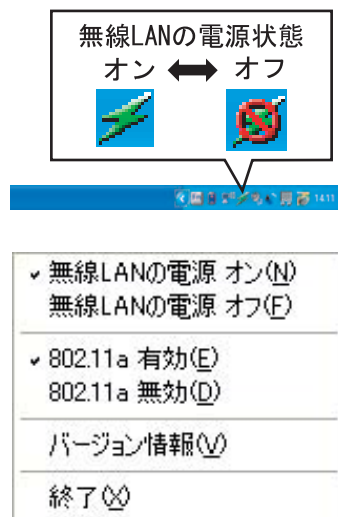 無線LANの電源状態
オン オフ
14:11
無線LANの電源 オン(N)
無線LANの電源 オフ(F)
802.11a 有効(E)
802.11a 無効(D)
バージョン情報(V)
終了(X)